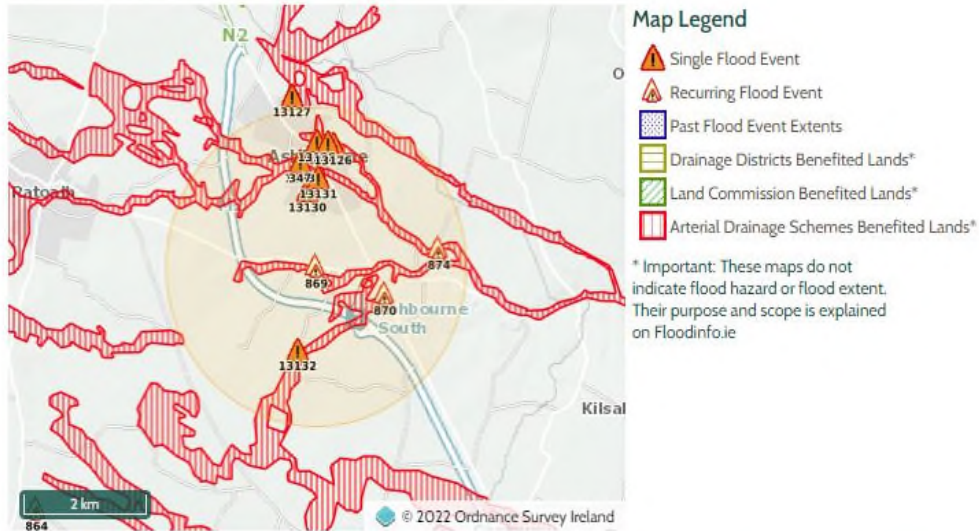 N2
13127
13126
13131
13130
Ratoath
869
874
870
South
13132
Kilsal
2 km
864
© 2022 Ordnance Survey Ireland
Map Legend
Single Flood Event
Recurring Flood Event
Past Flood Event Extents
Drainage Districts Benefited Lands*
Land Commission Benefited Lands*
Arterial Drainage Schemes Benefited Lands*
* Important: These maps do not
indicate flood hazard or flood extent.
Their purpose and scope is explained
on Floodinfo.ie